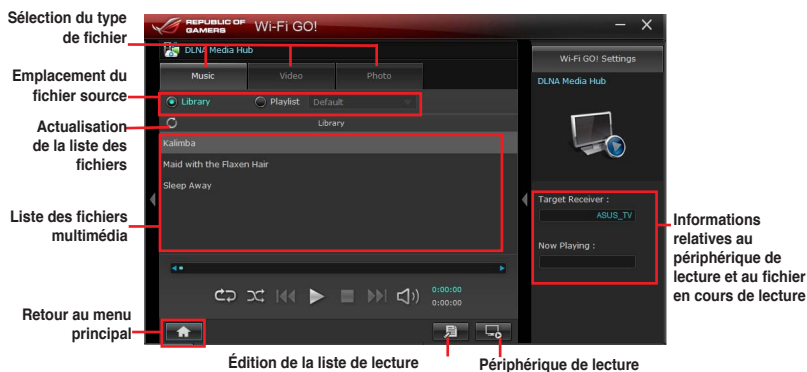 Sélection du type
de fichier
Emplacement du
fichier source
Actualisation
de la liste des
fichiers
Liste des fichiers
multimédia
Retour au menu
principal
REPUBLIC OF
GAMERS
Wi-Fi GO!
DLNA Media Hub
Music
Video
Photo
Library
Playlist
Default
Library
Kalimba
Maid with the Flaxen Hair
Sleep Away
0:00:00
0:00:00
Wi-Fi GO! Settings
DLNA Media Hub
Target Receiver :
ASUS_TV
Now Playing :
Informations
relatives au
périphérique de
lecture et au fichier
en cours de lecture
Édition de la liste de lecture
Périphérique de lecture